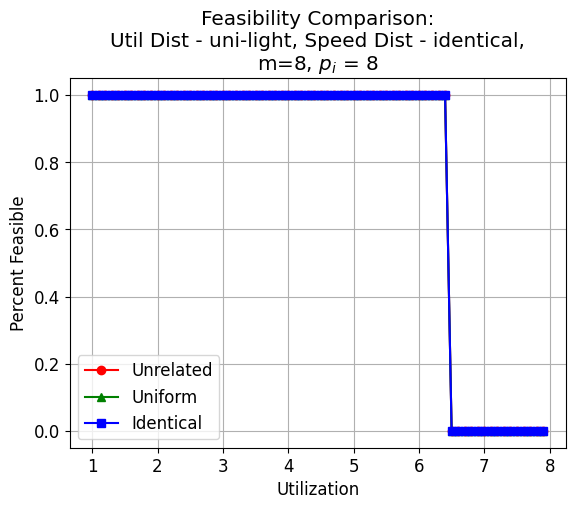 Feasibility Comparison:
Util Dist - uni-light, Speed Dist - identical,
m=8, pᵢ = 8
Percent Feasible
1.0
0.8
0.6
0.4
0.2
0.0
Unrelated
Uniform
Identical
1 2 3 4 5 6 7 8
Utilization